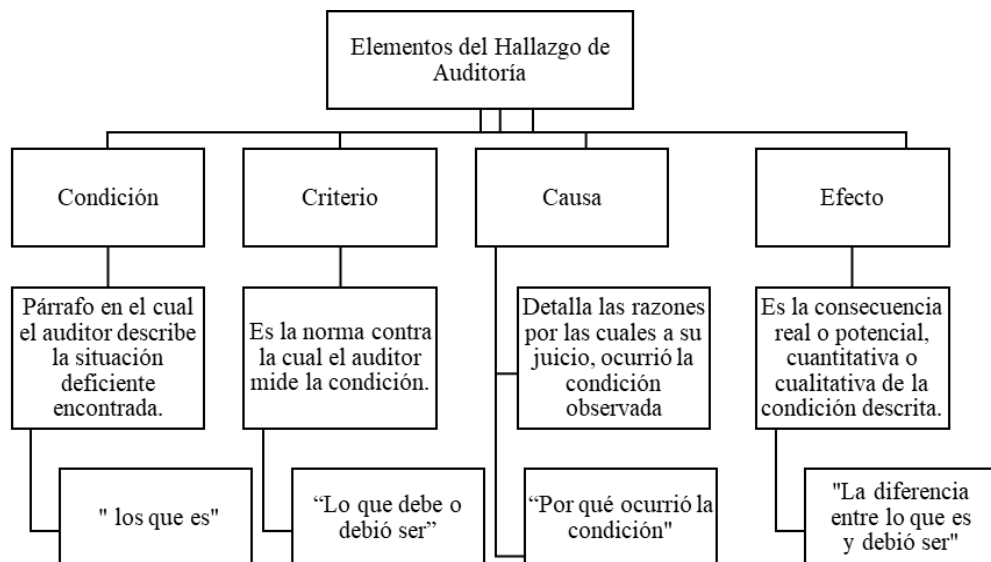 Elementos del Hallazgo de
Auditoría
Condición
Criterio
Causa
Efecto
Párrafo en el cual
el auditor describe
la situación
deficiente
encontrada.
Es la norma contra
la cual el auditor
mide la condición.
Detalla las razones
por las cuales a su
juicio, ocurrió la
condición
observada
Es la consecuencia
real o potencial,
cuantitativa o
cualitativa de la
condición descrita.
" los que es"
“Lo que debe o
debió ser”
“Por qué ocurrió la
condición"
"La diferencia
entre lo que es
y debió ser"